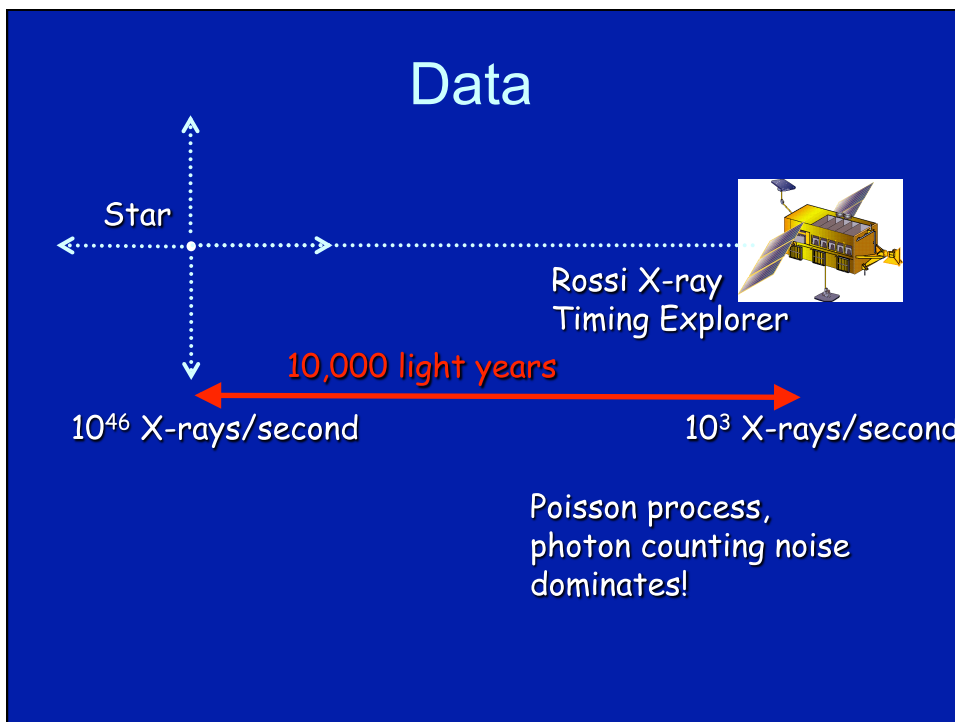 Data
Star
Rossi X-ray
Timing Explorer
10,000 light years
10⁴⁶ X-rays/second
10³ X-rays/second
Poisson process,
photon counting noise
dominates!